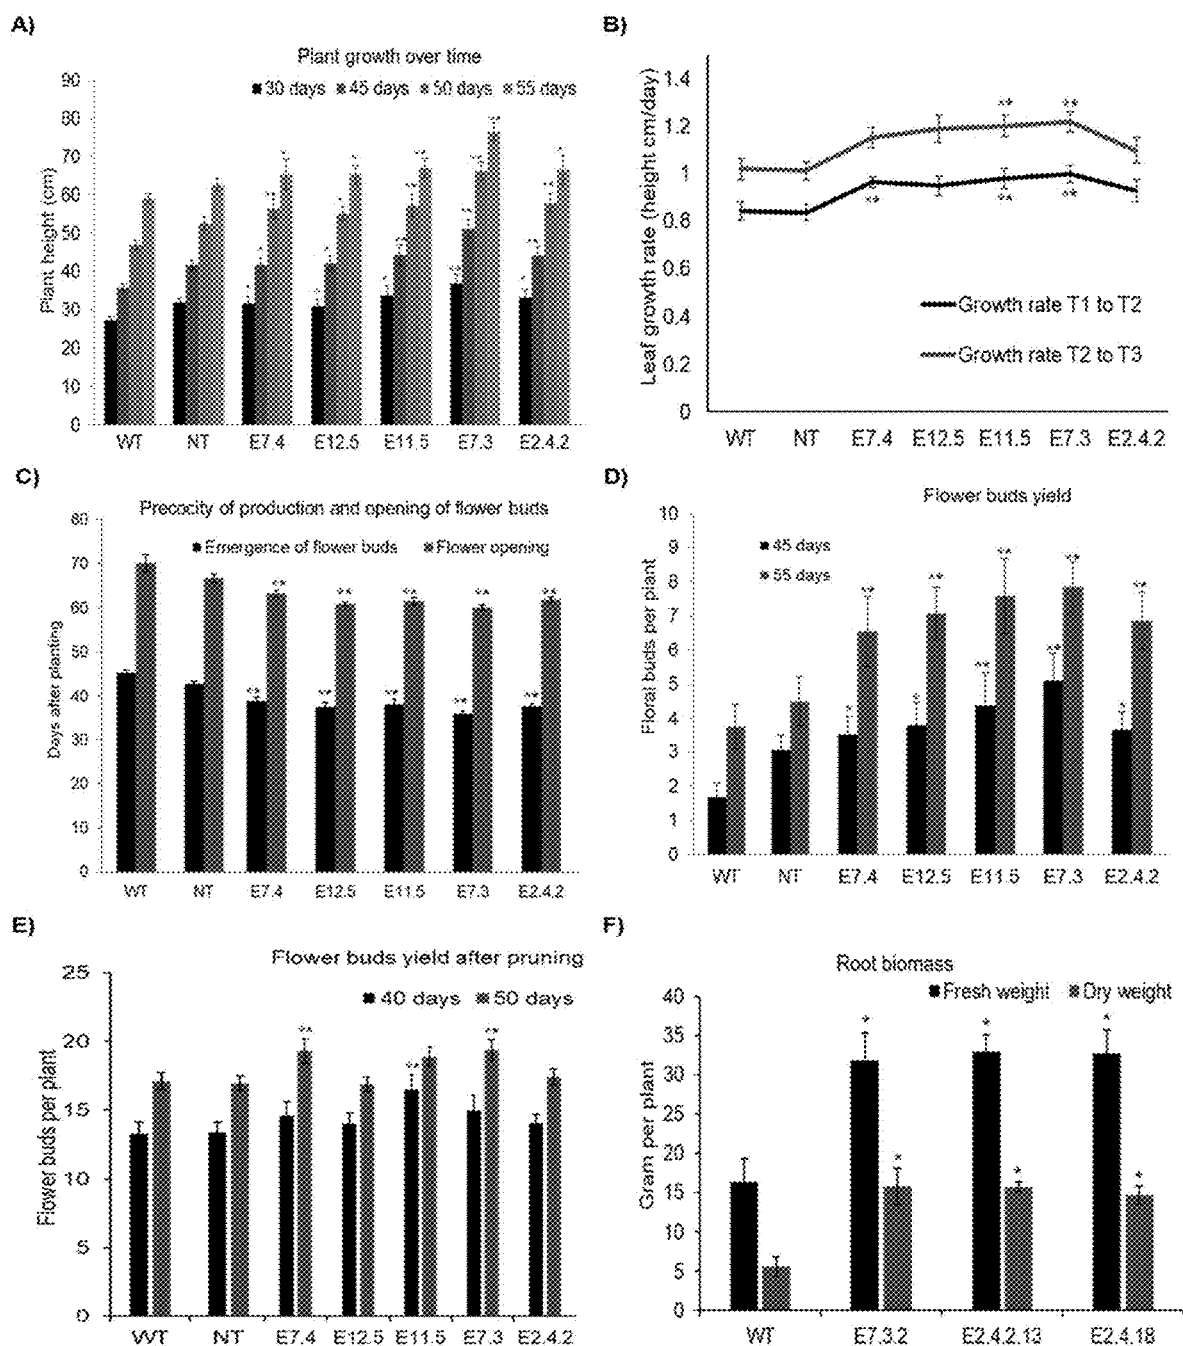 A)
Plant growth over time
30 days 45 days 50 days 55 days
90
80
70
60
50
40
30
20
10
0
Plant height (cm)
WT NT E7.4 E12.5 E11.5 E7.3 E2.4.2
B)
1.4
1.2
1
0.8
0.6
0.4
0.2
0
Leaf growth rate (height cm/day)
Growth rate T1 to T2
Growth rate T2 to T3
WT NT E7.4 E12.5 E11.5 E7.3 E2.4.2
C)
Precocity of production and opening of flower buds
Emergence of flower buds Flower opening
80
70
60
50
40
30
20
10
0
Days after planting
WT NT E7.4 E12.5 E11.5 E7.3 E2.4.2
D)
Flower buds yield
45 days
55 days
10
9
8
7
6
5
4
3
2
1
0
Floral buds per plant
WT NT E7.4 E12.5 E11.5 E7.3 E2.4.2
E)
Flower buds yield after pruning
40 days 50 days
25
20
15
10
5
0
Flower buds per plant
WT NT E7.4 E12.5 E11.5 E7.3 E2.4.2
F)
Root biomass
Fresh weight Dry weight
40
35
30
25
20
15
10
5
0
Gram per plant
WT E7.3.2 E2.4.2.13 E2.4.18